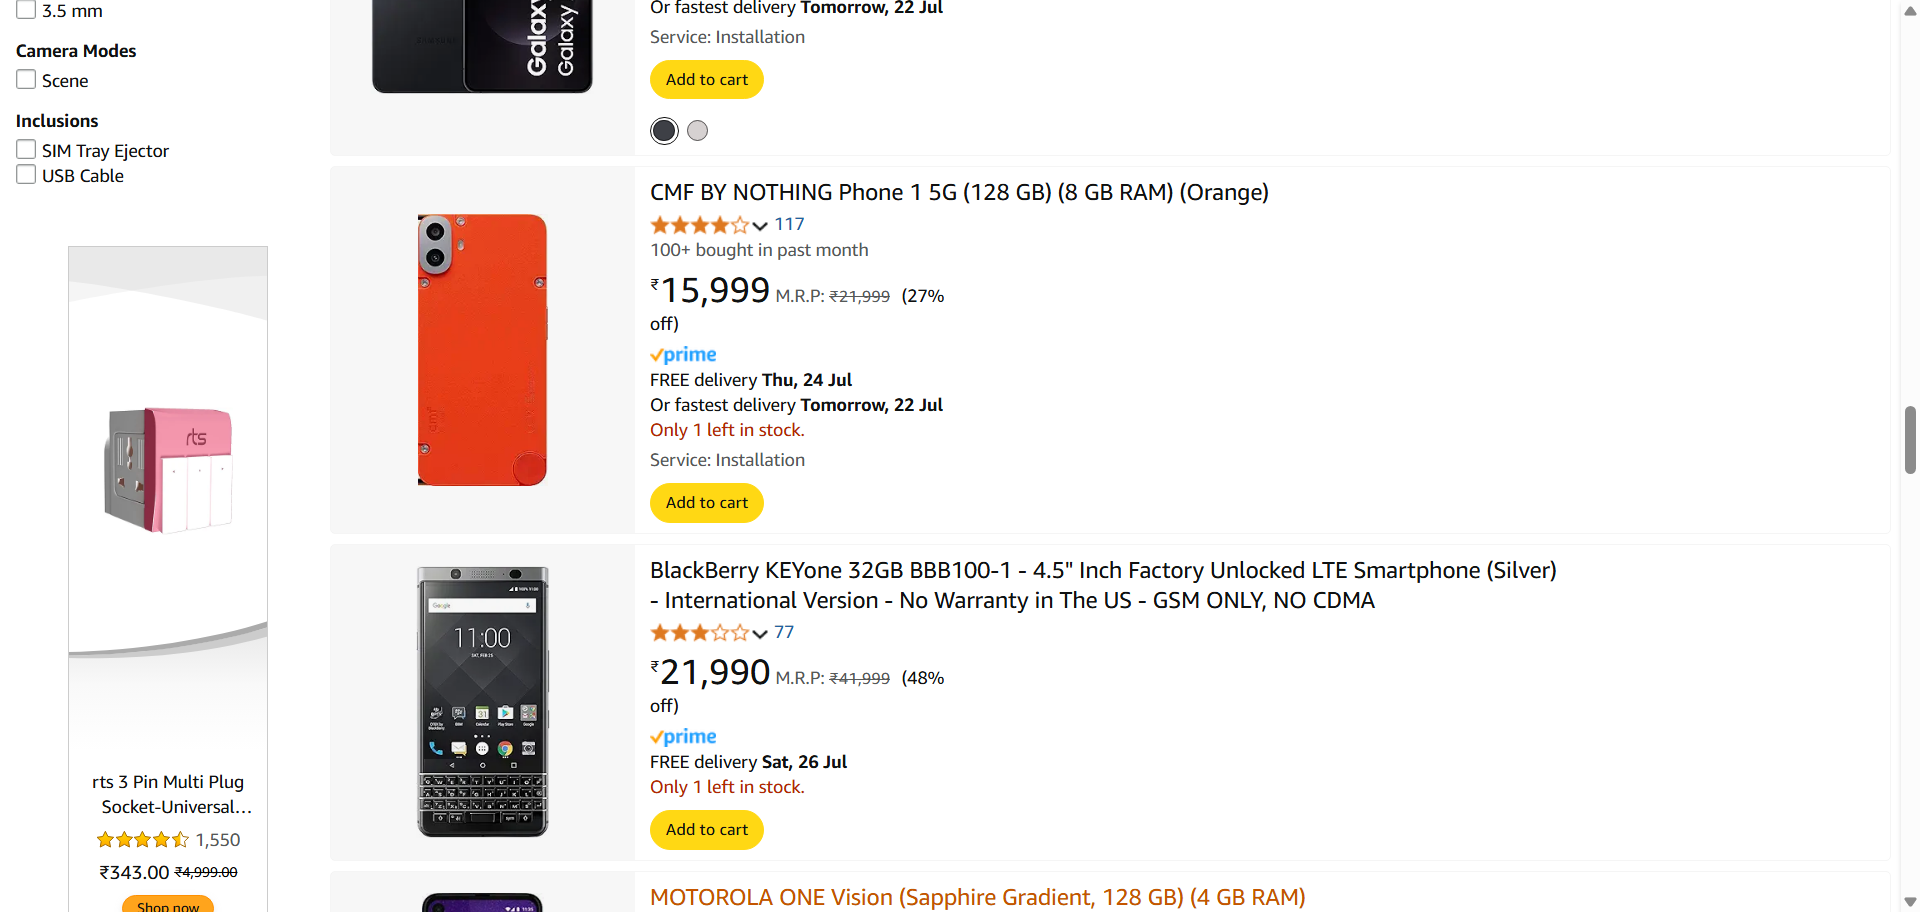 3.5 mm
Camera Modes
Scene
Inclusions
SIM Tray Ejector
USB Cable
rts
rts 3 Pin Multi Plug
Socket-Universal...
1,550
₹343.00 ₹4,999.00
Shop now
Galaxy
Galaxy
Or fastest delivery Tomorrow, 22 Jul
Service: Installation
Add to cart
CMF BY NOTHING Phone 1 5G (128 GB) (8 GB RAM) (Orange)
117
100+ bought in past month
₹15,999 M.R.P: ₹21,999 (27%
off)
prime
FREE delivery Thu, 24 Jul
Or fastest delivery Tomorrow, 22 Jul
Only 1 left in stock.
Service: Installation
Add to cart
Google
11:00
BlackBerry KEYone 32GB BBB100-1 - 4.5" Inch Factory Unlocked LTE Smartphone (Silver)
- International Version - No Warranty in The US - GSM ONLY, NO CDMA
77
₹21,990 M.R.P: ₹41,999 (48%
off)
prime
FREE delivery Sat, 26 Jul
Only 1 left in stock.
Add to cart
MOTOROLA ONE Vision (Sapphire Gradient, 128 GB) (4 GB RAM)